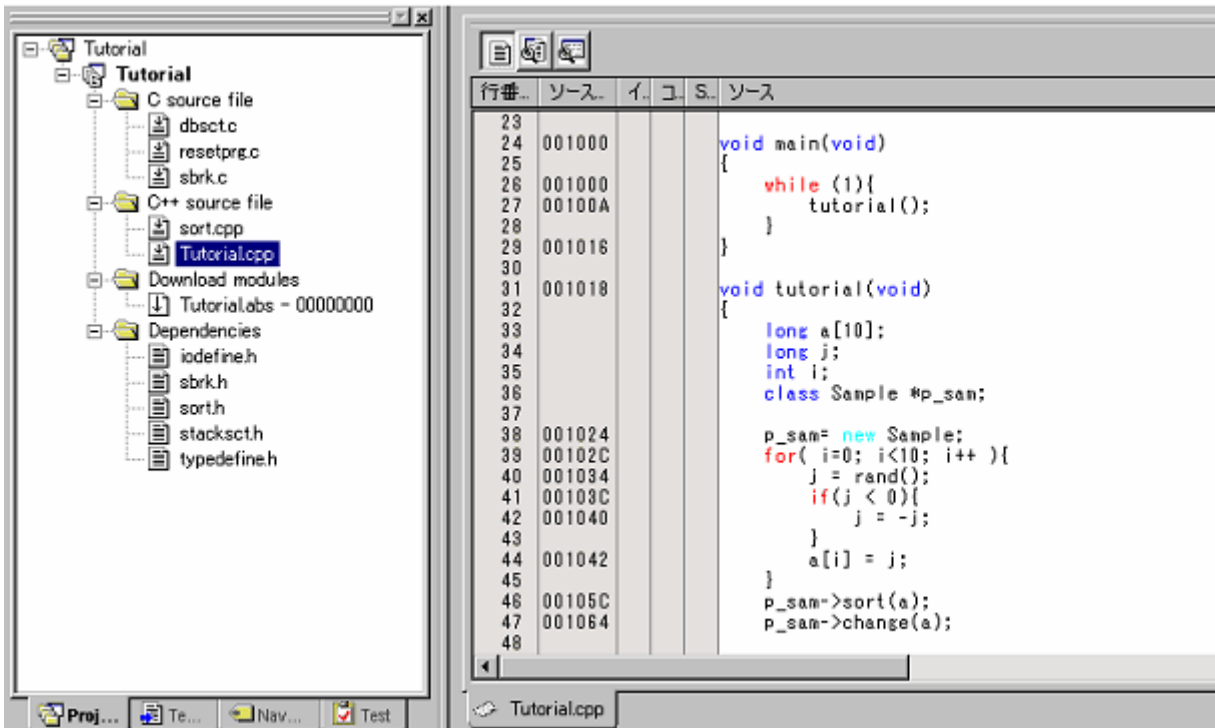 Tutorial
Tutorial
C source file
dbsct.c
resetprg.c
sbrk.c
C++ source file
sort.cpp
Tutorial.cpp
Download modules
Tutorial.abs - 00000000
Dependencies
iodefine.h
sbrk.h
sort.h
stacksct.h
typedefine.h
Proj... Te... Nav... Test
行番... ソース... イ.. コ.. S.. ソース
23
24 001000 void main(void)
25 {
26 001000 while (1){
27 00100A tutorial();
28 }
29 001016 }
30
31 001018 void tutorial(void)
32 {
33 long a[10];
34 long j;
35 int i;
36 class Sample *p_sam;
37
38 001024 p_sam= new Sample;
39 00102C for( i=0; i<10; i++ ){
40 001034 j = rand();
41 00103C if(j < 0){
42 001040 j = -j;
43 }
44 001042 a[i] = j;
45 }
46 00105C p_sam->sort(a);
47 001064 p_sam->change(a);
48
Tutorial.cpp